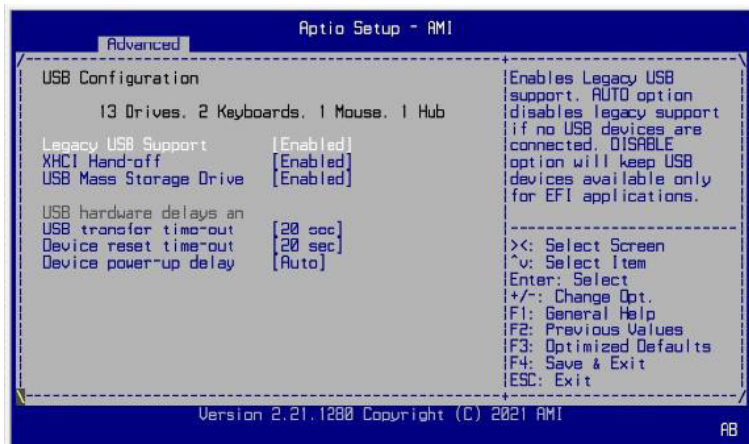 Aptio Setup - AMI
Advanced
USB Configuration
13 Drives, 2 Keyboards, 1 Mouse, 1 Hub
Legacy USB Support [Enabled]
XHCI Hand-off [Enabled]
USB Mass Storage Drive [Enabled]
USB hardware delays an
USB transfer time-out [20 sec]
Device reset time-out [20 sec]
Device power-up delay [Auto]
Enables Legacy USB
support. AUTO option
disables legacy support
if no USB devices are
connected. DISABLE
option will keep USB
devices available only
for EFI applications.
><: Select Screen
^v: Select Item
Enter: Select
+/-: Change Opt.
F1: General Help
F2: Previous Values
F3: Optimized Defaults
F4: Save & Exit
ESC: Exit
Version 2.21.1280 Copyright (C) 2021 AMI
AB